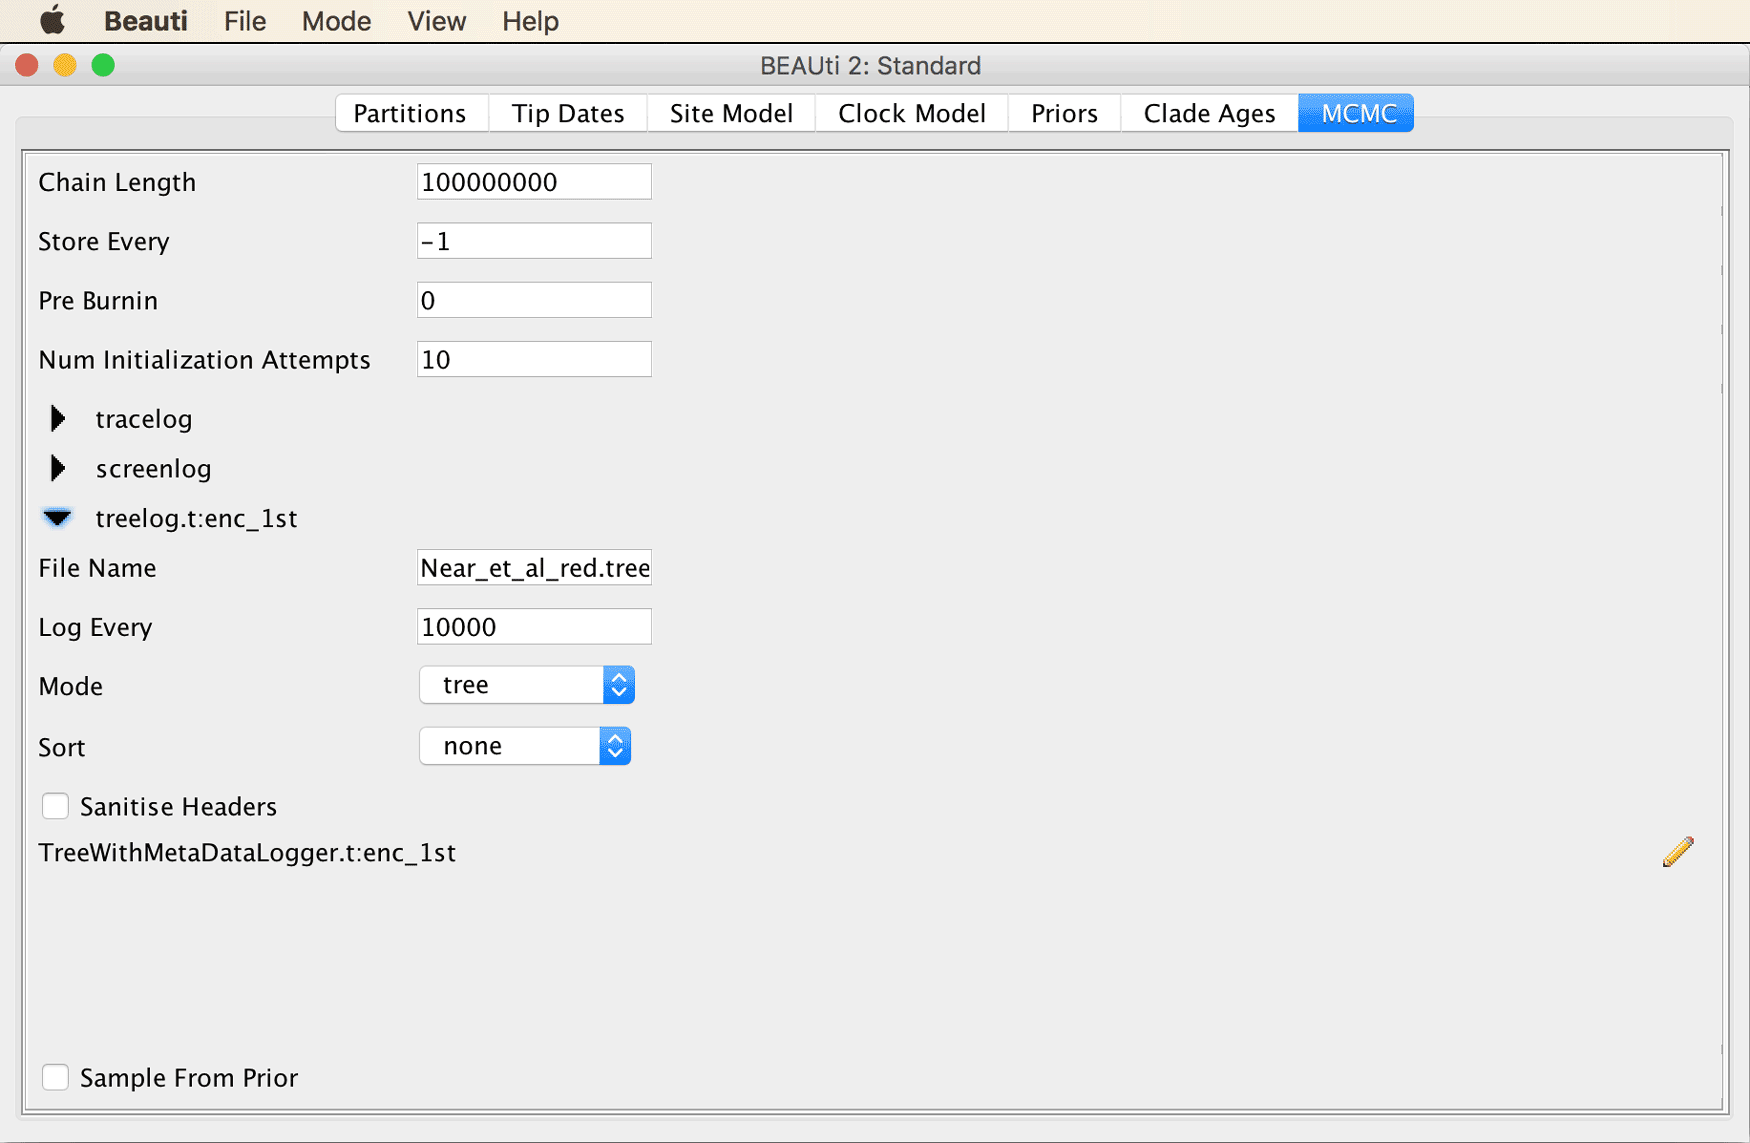 Beauti File Mode View Help
BEAUti 2: Standard
Partitions Tip Dates Site Model Clock Model Priors Clade Ages MCMC
Chain Length 100000000
Store Every -1
Pre Burnin 0
Num Initialization Attempts 10
tracelog
screenlog
treelog.t:enc_1st
File Name Near_et_al_red.tree
Log Every 10000
Mode tree
Sort none
Sanitise Headers
TreeWithMetaDataLogger.t:enc_1st
Sample From Prior